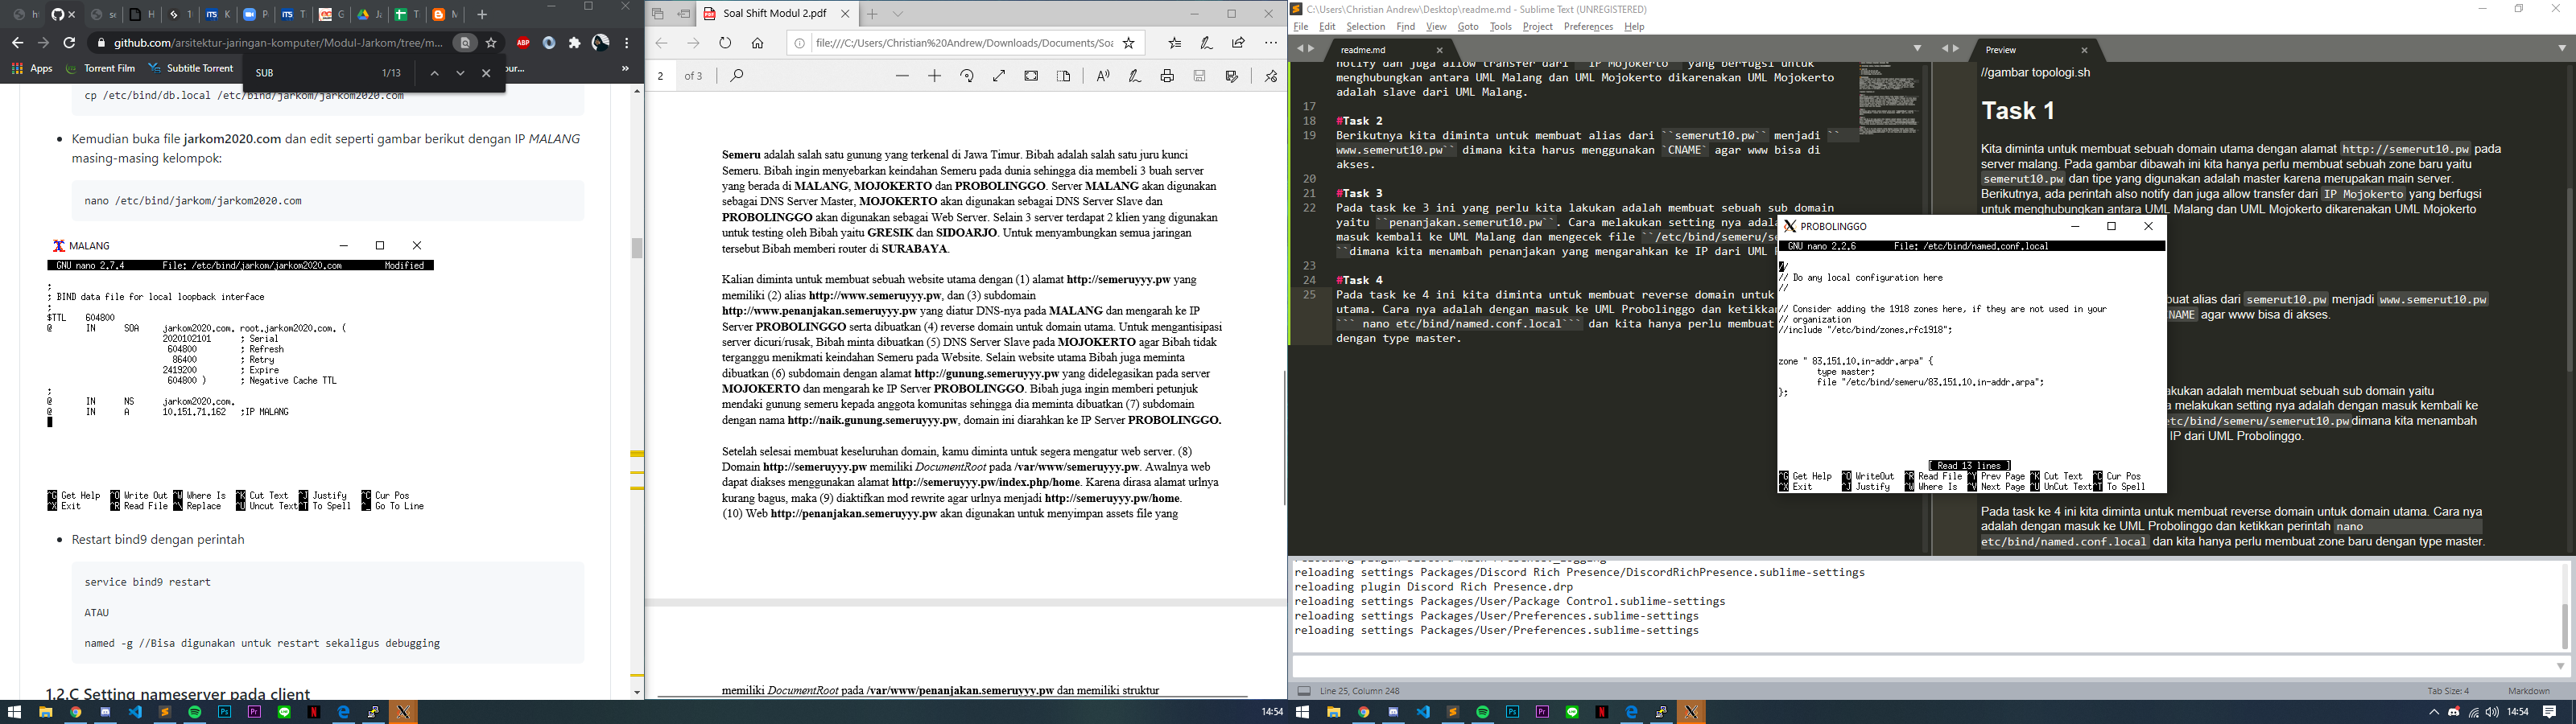 github.com/arsitektur-jaringan-komputer/Modul-Jarkom/tree/m...
Apps
Torrent Film
Subtitle Torrent
SUB
1/13
cp /etc/bind/db.local /etc/bind/jarkom/jarkom2020.com
Kemudian buka file jarkom2020.com dan edit seperti gambar berikut dengan IP MALANG
masing-masing kelompok:
nano /etc/bind/jarkom/jarkom2020.com
MALANG
GNU nano 2.7.4 File: /etc/bind/jarkom/jarkom2020.com Modified
;
; BIND data file for local loopback interface
;
$TTL 604800
@ IN SOA jarkom2020.com. root.jarkom2020.com. (
2020102101 ; Serial
604800 ; Refresh
86400 ; Retry
2419200 ; Expire
604800 ) ; Negative Cache TTL
;
@ IN NS jarkom2020.com.
@ IN A 10.151.71.162 ;IP MALANG
^G Get Help ^O Write Out ^W Where Is ^K Cut Text ^J Justify ^C Cur Pos
^X Exit ^R Read File ^\ Replace ^U Uncut Text ^T To Spell ^_ Go To Line
Restart bind9 dengan perintah
service bind9 restart
ATAU
named -g //Bisa digunakan untuk restart sekaligus debugging
1.2.C Setting nameserver pada client
Soal Shift Modul 2.pdf
file:///C:/Users/Christian%20Andrew/Downloads/Documents/Soa
2 of 3
Semeru adalah salah satu gunung yang terkenal di Jawa Timur. Bibah adalah salah satu juru kunci
Semeru. Bibah ingin menyebarkan keindahan Semeru pada dunia sehingga dia membeli 3 buah server
yang berada di MALANG, MOJOKERTO dan PROBOLINGGO. Server MALANG akan digunakan
sebagai DNS Server Master, MOJOKERTO akan digunakan sebagai DNS Server Slave dan
PROBOLINGGO akan digunakan sebagai Web Server. Selain 3 server terdapat 2 klien yang digunakan
untuk testing oleh Bibah yaitu GRESIK dan SIDOARJO. Untuk menyambungkan semua jaringan
tersebut Bibah memberi router di SURABAYA.
Kalian diminta untuk membuat sebuah website utama dengan (1) alamat http://semeruyyy.pw yang
memiliki (2) alias http://www.semeruyyy.pw, dan (3) subdomain
http://www.penanjakan.semeruyyy.pw yang diatur DNS-nya pada MALANG dan mengarah ke IP
Server PROBOLINGGO serta dibuatkan (4) reverse domain untuk domain utama. Untuk mengantisipasi
server dicuri/rusak, Bibah minta dibuatkan (5) DNS Server Slave pada MOJOKERTO agar Bibah tidak
terganggu menikmati keindahan Semeru pada Website. Selain website utama Bibah juga meminta
dibuatkan (6) subdomain dengan alamat http://gunung.semeruyyy.pw yang didelegasikan pada server
MOJOKERTO dan mengarah ke IP Server PROBOLINGGO. Bibah juga ingin memberi petunjuk
mendaki gunung semeru kepada anggota komunitas sehingga dia meminta dibuatkan (7) subdomain
dengan nama http://naik.gunung.semeruyyy.pw, domain ini diarahkan ke IP Server PROBOLINGGO.
Setelah selesai membuat keseluruhan domain, kamu diminta untuk segera mengatur web server. (8)
Domain http://semeruyyy.pw memiliki DocumentRoot pada /var/www/semeruyyy.pw. Awalnya web
dapat diakses menggunakan alamat http://semeruyyy.pw/index.php/home. Karena dirasa alamat urlnya
kurang bagus, maka (9) diaktifkan mod rewrite agar urlnya menjadi http://semeruyyy.pw/home.
(10) Web http://penanjakan.semeruyyy.pw akan digunakan untuk menyimpan assets file yang
memiliki DocumentRoot pada /var/www/penanjakan.semeruyyy.pw dan memiliki struktur
14:54
C:\Users\Christian Andrew\Desktop\readme.md - Sublime Text (UNREGISTERED)
File Edit Selection Find View Goto Tools Project Preferences Help
readme.md
notify dan juga allow transfer dari ``IP Mojokerto`` yang berfugsi untuk
menghubungkan antara UML Malang dan UML Mojokerto dikarenakan UML Mojokerto
adalah slave dari UML Malang.
17
18 #Task 2
19 Berikutnya kita diminta untuk membuat alias dari ``semerut10.pw`` menjadi ``
www.semerut10.pw`` dimana kita harus menggunakan `CNAME` agar www bisa di
akses.
20
21 #Task 3
22 Pada task ke 3 ini yang perlu kita lakukan adalah membuat sebuah sub domain
yaitu ``penanjakan.semerut10.pw``. Cara melakukan setting nya adala
masuk kembali ke UML Malang dan mengecek file ``/etc/bind/semeru/se
``dimana kita menambah penanjakan yang mengarahkan ke IP dari UML P
23
24 #Task 4
25 Pada task ke 4 ini kita diminta untuk membuat reverse domain untuk
utama. Cara nya adalah dengan masuk ke UML Probolinggo dan ketikkan
``` nano etc/bind/named.conf.local``` dan kita hanya perlu membuat
dengan type master.
Preview
//gambar topologi.sh
Task 1
Kita diminta untuk membuat sebuah domain utama dengan alamat http://semerut10.pw pada
server malang. Pada gambar dibawah ini kita hanya perlu membuat sebuah zone baru yaitu
semerut10.pw dan tipe yang digunakan adalah master karena merupakan main server.
Berikutnya, ada perintah also notify dan juga allow transfer dari IP Mojokerto yang berfugsi
untuk menghubungkan antara UML Malang dan UML Mojokerto dikarenakan UML Mojokerto
buat alias dari semerut10.pw menjadi www.semerut10.pw
NAME agar www bisa di akses.
akukan adalah membuat sebuah sub domain yaitu
a melakukan setting nya adalah dengan masuk kembali ke
etc/bind/semeru/semerut10.pw dimana kita menambah
IP dari UML Probolinggo.
Pada task ke 4 ini kita diminta untuk membuat reverse domain untuk domain utama. Cara nya
adalah dengan masuk ke UML Probolinggo dan ketikkan perintah nano
etc/bind/named.conf.local dan kita hanya perlu membuat zone baru dengan type master.
PROBOLINGGO
GNU nano 2.2.6 File: /etc/bind/named.conf.local
//
// Do any local configuration here
//
// Consider adding the 1918 zones here, if they are not used in your
// organization
//include "/etc/bind/zones.rfc1918";
zone " 83.151.10.in-addr.arpa" {
type master;
file "/etc/bind/semeru/83.151.10.in-addr.arpa";
};
[ Read 13 lines ]
^G Get Help ^O WriteOut ^R Read File ^Y Prev Page ^K Cut Text ^C Cur Pos
^X Exit ^J Justify ^W Where Is ^V Next Page ^U UnCut Text ^T To Spell
reloading settings Packages/Discord Rich Presence/DiscordRichPresence.sublime-settings
reloading plugin Discord Rich Presence.drp
reloading settings Packages/User/Package Control.sublime-settings
reloading settings Packages/User/Preferences.sublime-settings
reloading settings Packages/User/Preferences.sublime-settings
Line 25, Column 248
Tab Size: 4
Markdown
14:54